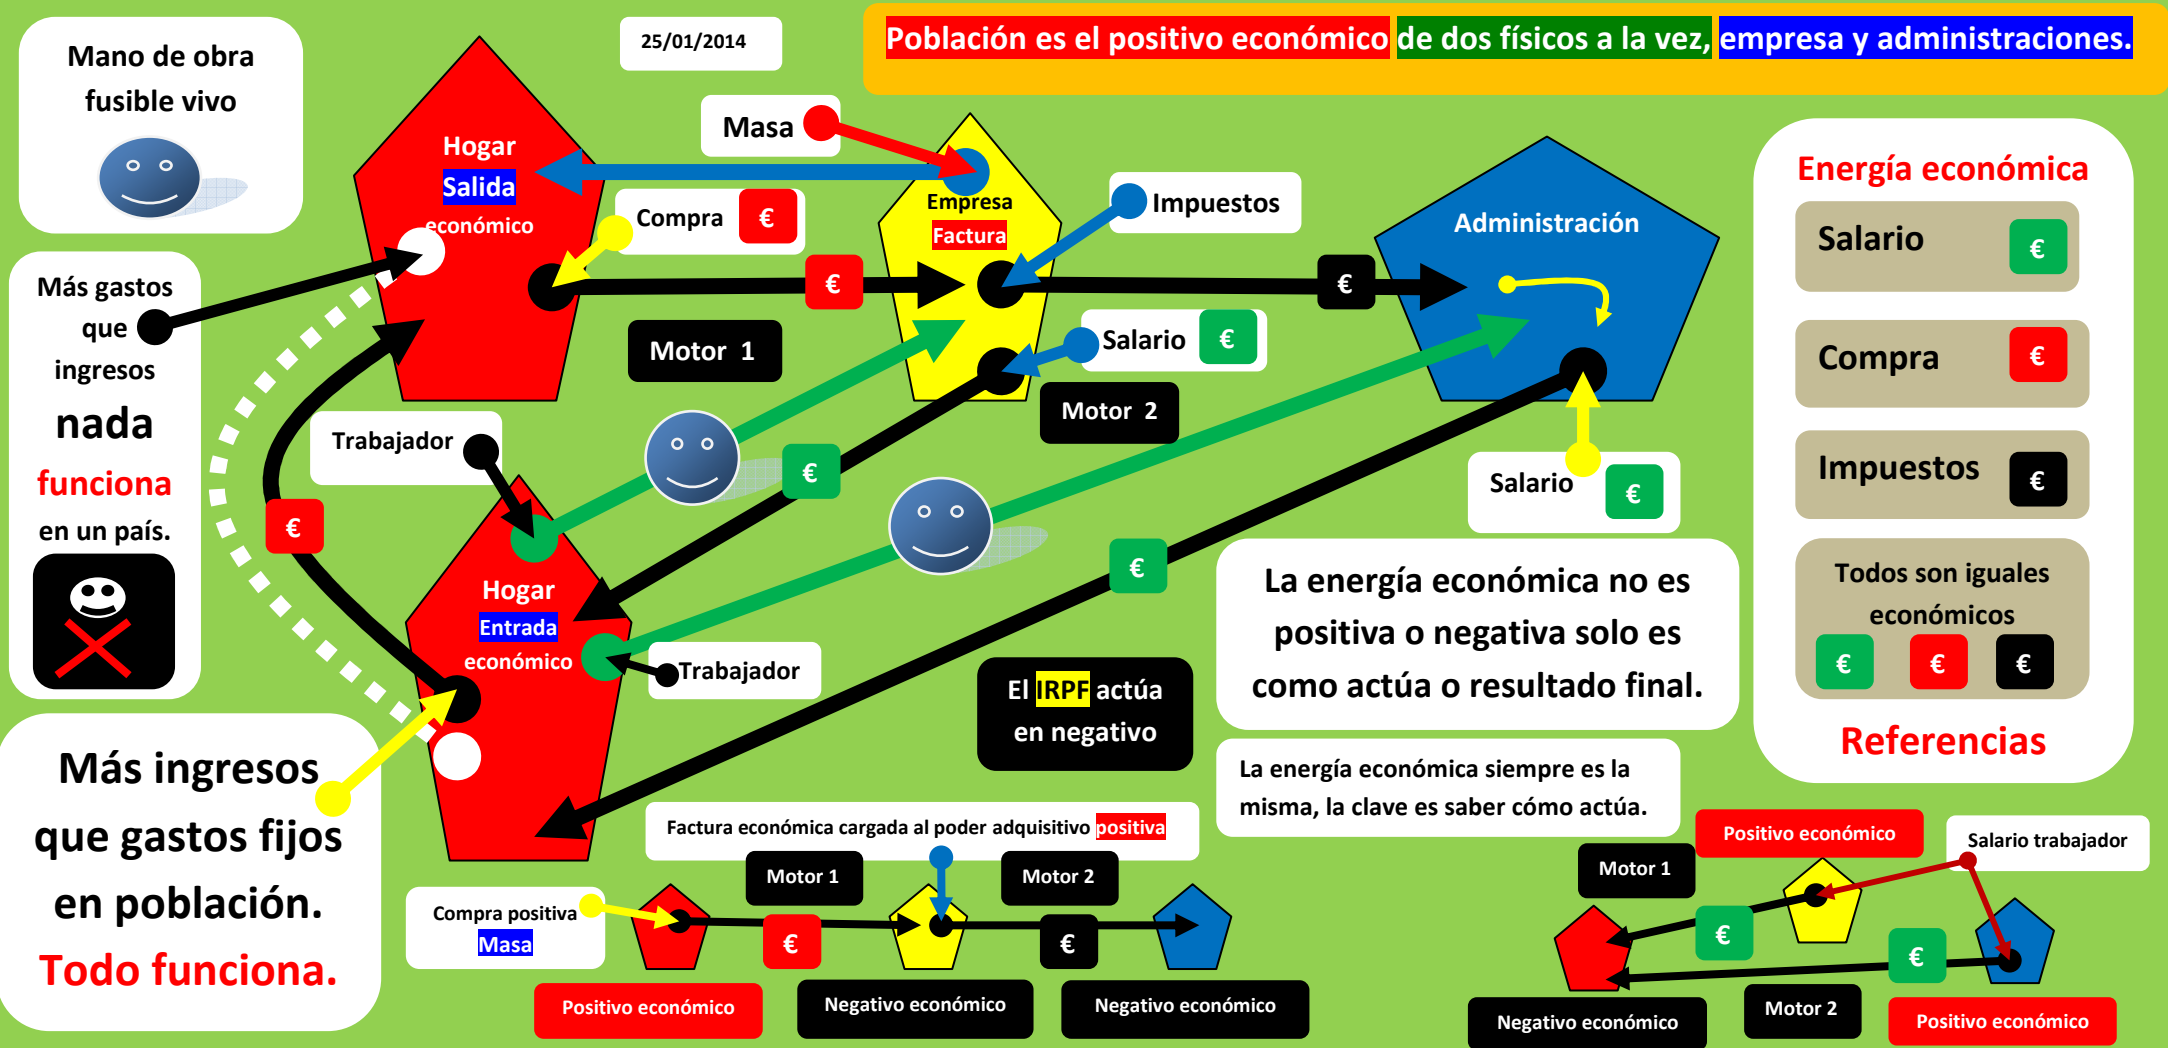 Mano de obra
fusible vivo
25/01/2014
Población es el positivo económico de dos físicos a la vez, empresa y administraciones.
Hogar
Salida
económico
Masa
Compra €
Empresa
Factura
Impuestos
Administración
Energía económica
Salario €
Compra €
Impuestos €
Todos son iguales
económicos
€ € €
Referencias
Más gastos
que
ingresos
nada
funciona
en un país.
€
€
Motor 1
Salario €
Motor 2
Trabajador
€
€
€
Salario €
Hogar
Entrada
económico
Trabajador
El IRPF actúa
en negativo
La energía económica no es
positiva o negativa solo es
como actúa o resultado final.
La energía económica siempre es la
misma, la clave es saber cómo actúa.
Más ingresos
que gastos fijos
en población.
Todo funciona.
Factura económica cargada al poder adquisitivo positiva
Motor 1
Motor 2
Compra positiva
Masa
€
€
Positivo económico
Negativo económico
Negativo económico
Positivo económico
Salario trabajador
Motor 1
€
€
Negativo económico
Motor 2
Positivo económico